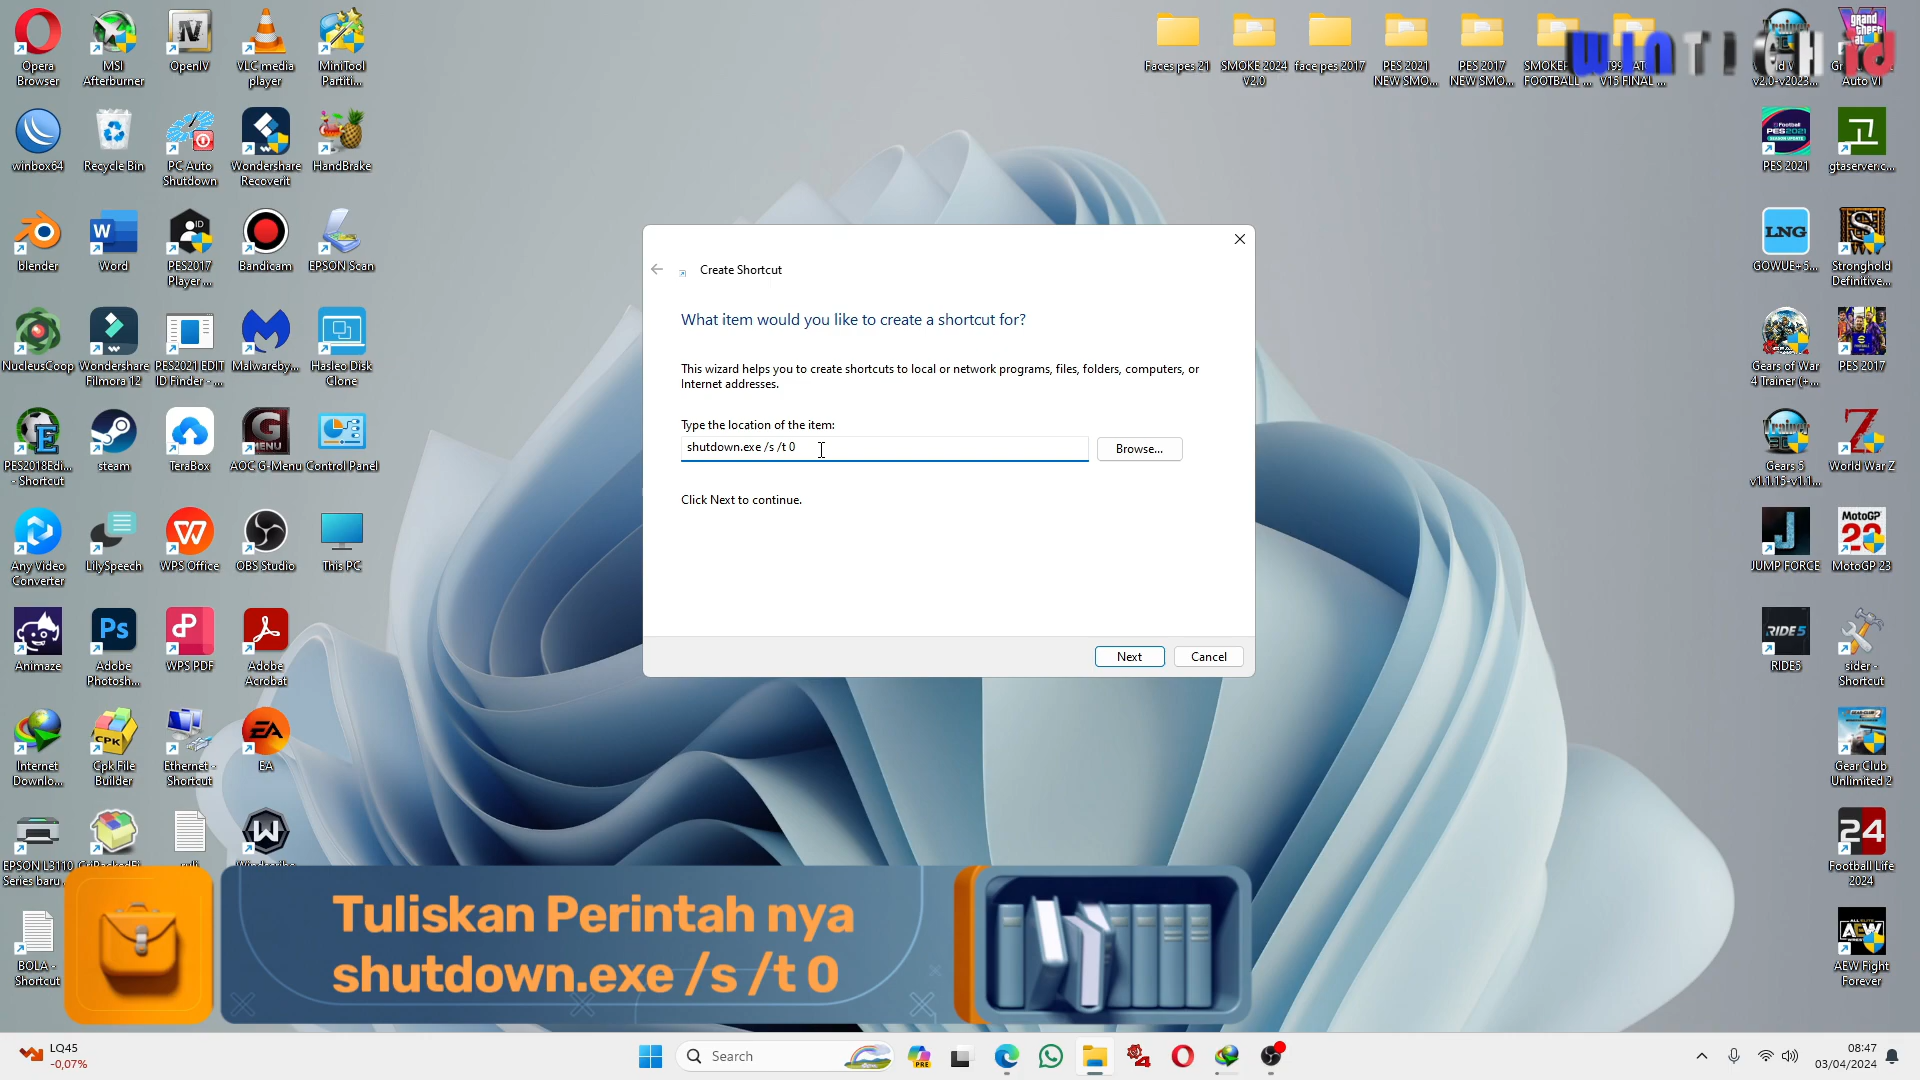 Opera
Browser
MSI
Afterburner
OpenIV
VLC media
player
MiniTool
Partiti...
Faces pes 21
SMOKE 2024
V2.0
face pes 2017
PES 2021
NEW SMO...
PES 2017
NEW SMO...
FOOTBALL ...
V15 FINAL ...
v2.0-v2023...
Auto VI
WINTECH id
winbox64
Recycle Bin
PC Auto
Shutdown
Wondershare
Recoverit
HandBrake
PES 2021
gtaserver.c...
blender
Word
PES2017
Player ...
Bandicam
EPSON Scan
LNG
GOWUE+5...
Stronghold
Definitive...
Create Shortcut
What item would you like to create a shortcut for?
This wizard helps you to create shortcuts to local or network programs, files, folders, computers, or
Internet addresses.
Type the location of the item:
shutdown.exe /s /t 0
Browse...
Click Next to continue.
Next
Cancel
NucleusCoop
Wondershare
Filmora 12
PES2021 EDIT
ID Finder - ...
Malwareby...
Hasleo Disk
Clone
Gears of War
4 Trainer (+...
PES 2017
PES2018Edi...
- Shortcut
steam
TeraBox
AOC G-Menu
Control Panel
Gears 5
v1.1.15-v1.1...
World War Z
Any Video
Converter
LilySpeech
WPS Office
OBS Studio
This PC
JUMP FORCE
MotoGP 23
Animaze
Adobe
Photosh...
WPS PDF
Adobe
Acrobat
RIDE 5
RIDE5
sider -
Shortcut
Internet
Downlo...
CPK
Cpk File
Builder
Ethernet -
Shortcut
EA
Gear Club
Unlimited 2
EPSON L3110
Series baru ...
24
Football Life
2024
BOLA -
Shortcut
AEW Fight
Forever
Tuliskan Perintah nya
shutdown.exe /s /t 0
LQ45
-0,07%
Search
PRE
08:47
03/04/2024